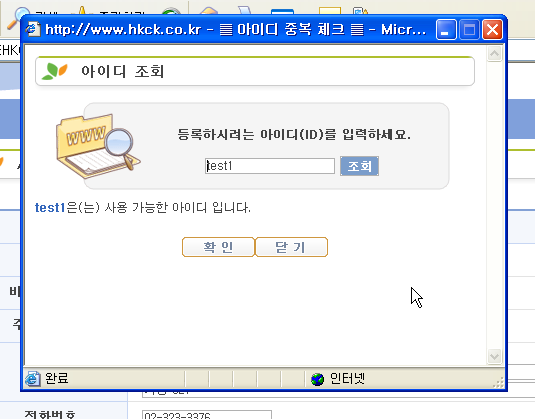 http://www.hkck.co.kr - ▤ 아이디 중복 체크 ▤ - Micr...
아이디 조회
WWW
등록하시려는 아이디(ID)를 입력하세요.
test1
조회
test1은(는) 사용 가능한 아이디 입니다.
확 인
닫 기
완료
인터넷
전화번호
02-323-3376